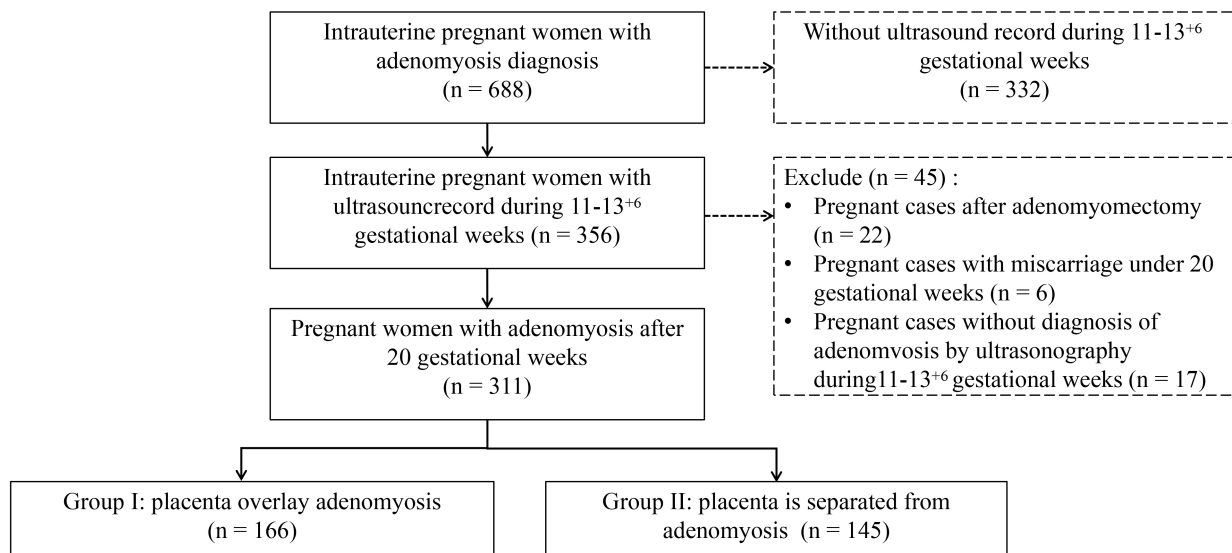 Intrauterine pregnant women with
adenomyosis diagnosis
(n = 688)
Without ultrasound record during 11-13⁺⁶
gestational weeks
(n = 332)
Intrauterine pregnant women with
ultrasouncrecord during 11-13⁺⁶
gestational weeks (n = 356)
Exclude (n = 45) :
• Pregnant cases after adenomyomectomy
(n = 22)
• Pregnant cases with miscarriage under 20
gestational weeks (n = 6)
• Pregnant cases without diagnosis of
adenomvosis by ultrasonography
during11-13⁺⁶ gestational weeks (n = 17)
Pregnant women with adenomyosis after
20 gestational weeks
(n = 311)
Group I: placenta overlay adenomyosis
(n = 166)
Group II: placenta is separated from
adenomyosis (n = 145)